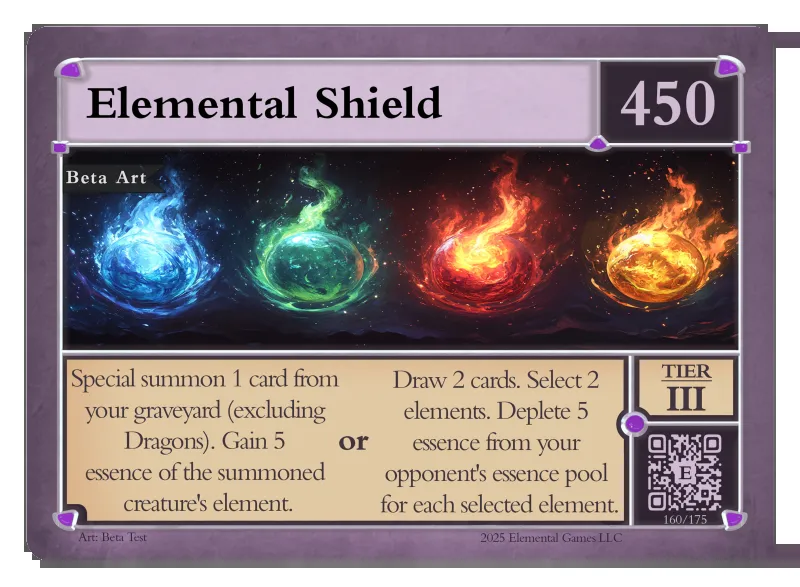 Elemental Shield
450
Beta Art
Special summon 1 card from
your graveyard (excluding
Dragons). Gain 5
essence of the summoned
creature's element.
or
Draw 2 cards. Select 2
elements. Deplete 5
essence from your
opponent's essence pool
for each selected element.
TIER
III
E
160/175
Art: Beta Test
2025 Elemental Games LLC